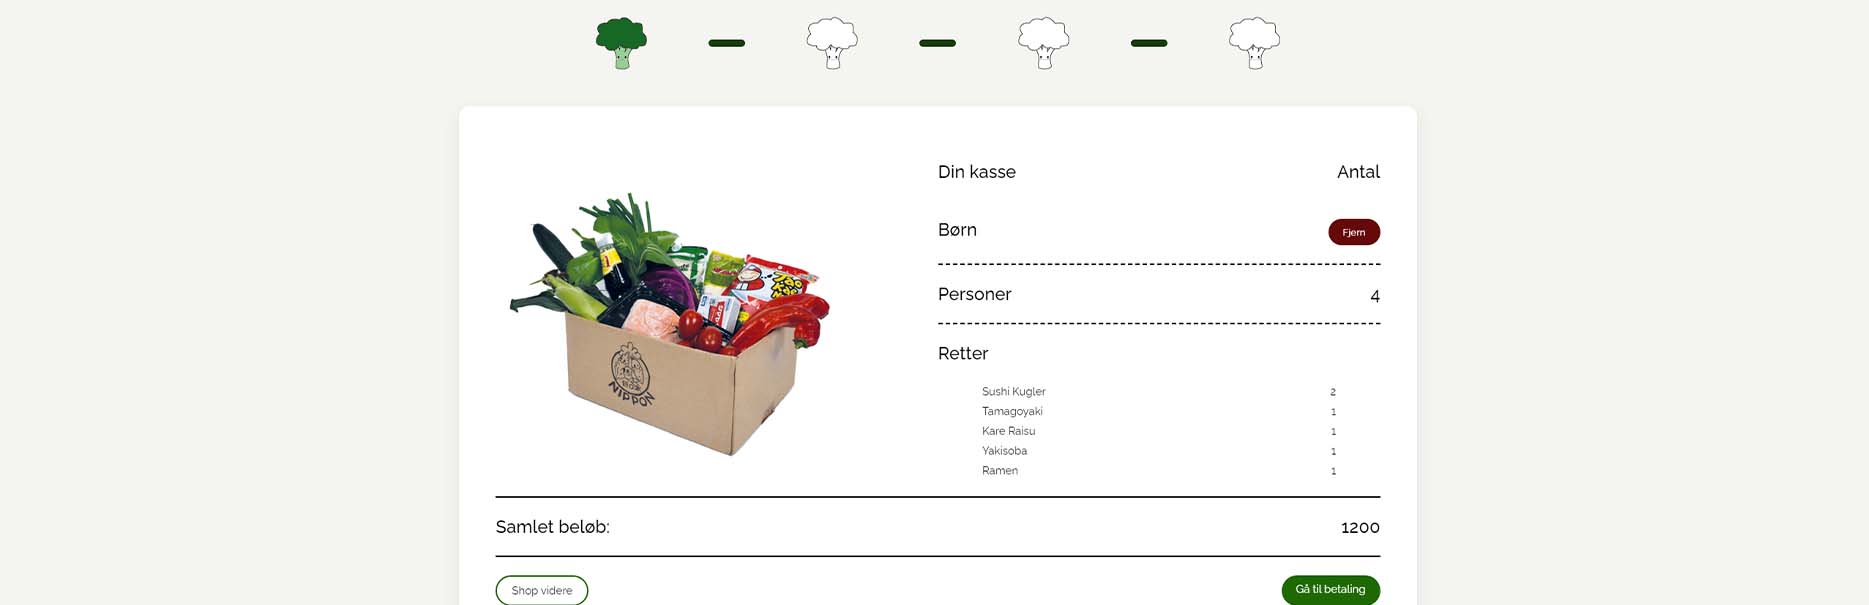 Din kasse Antal
Børn Fjern
Personer 4
Retter
Sushi Kugler 2
Tamagoyaki 1
Kare Raisu 1
Yakisoba 1
Ramen 1
NIPPON
Samlet beløb: 1200
Shop videre Gå til betaling